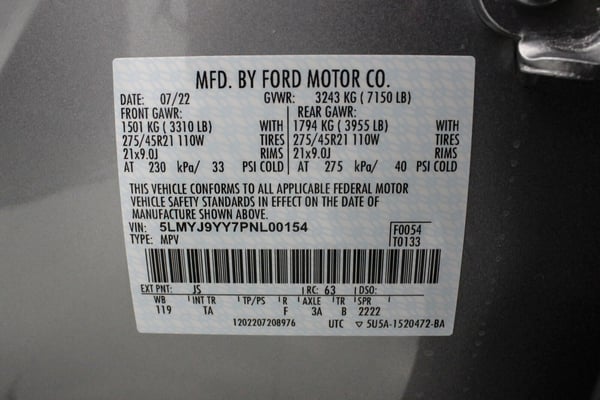 MFD. BY FORD MOTOR CO.
DATE: 07/22 GVWR: 3243 KG ( 7150 LB)
FRONT GAWR: REAR GAWR:
1501 KG ( 3310 LB) WITH 1794 KG ( 3955 LB) WITH
275/45R21 110W TIRES 275/45R21 110W TIRES
21x9.0J RIMS 21x9.0J RIMS
AT 230 kPa/ 33 PSI COLD AT 275 kPa/ 40 PSI COLD
THIS VEHICLE CONFORMS TO ALL APPLICABLE FEDERAL MOTOR
VEHICLE SAFETY STANDARDS IN EFFECT ON THE DATE OF
MANUFACTURE SHOWN ABOVE.
VIN: 5LMYJ9YY7PNL00154 F0054
TYPE: MPV T0133
EXT PNT: J5 RC: 63 DSO:
WB INT TR TP/PS R AXLE TR SPR
119 TA F 3A B 2222
1202207208976 UTC ▽ 5U5A-1520472-BA